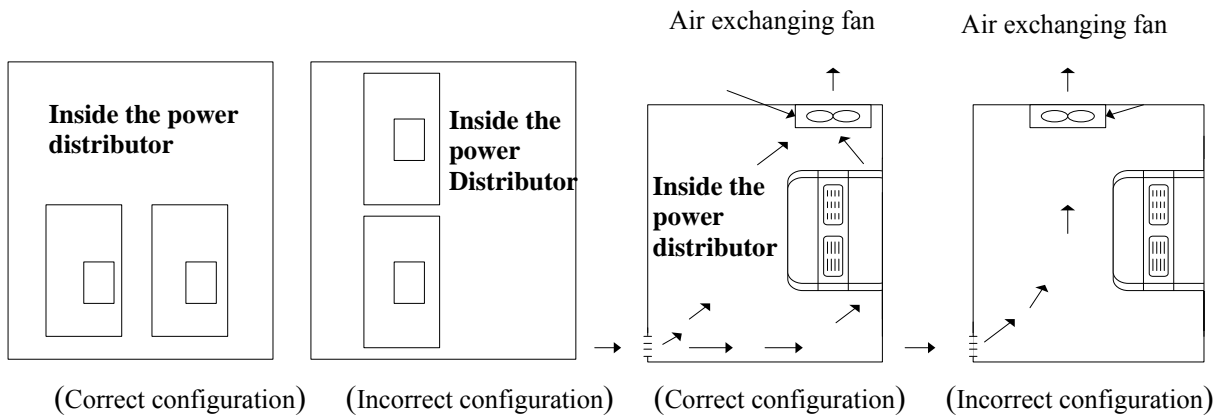 Air exchanging fan
Air exchanging fan
Inside the power
distributor
Inside the
power
Distributor
Inside the
power
distributor
(Correct configuration)
(Incorrect configuration)
(Correct configuration)
(Incorrect configuration)